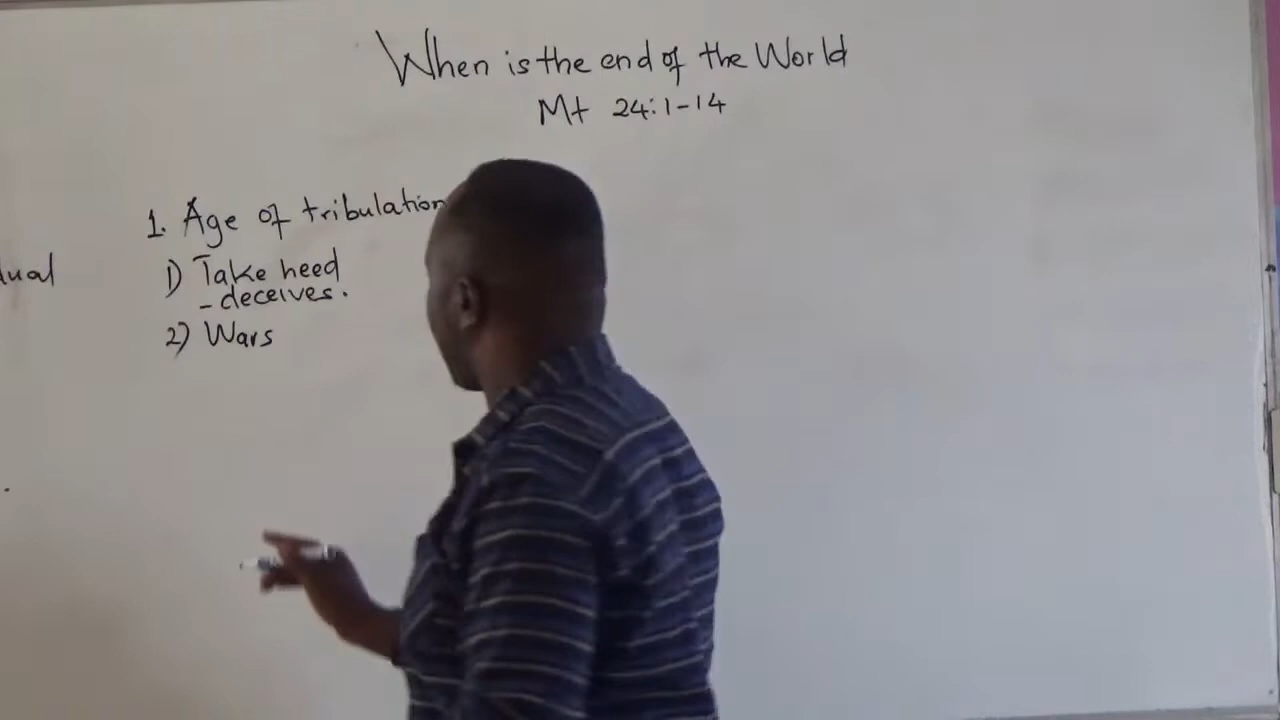 When is the end of the World
Mt 24:1-14
1. Age of tribulation
1) Take heed
- deceives.
2) Wars